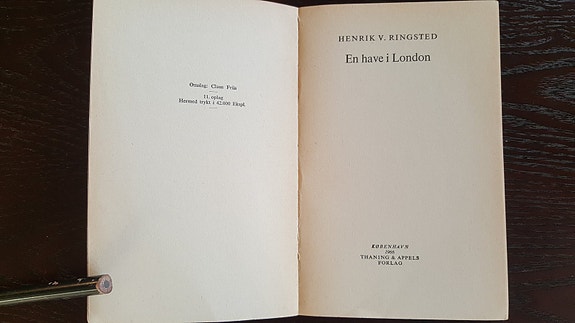 Omslag: Claus Friis
11. oplag
Hermed trykt i 42.000 Ekspl.
HENRIK V. RINGSTED
En have i London
KØBENHAVN
1966
THANING & APPELS
FORLAG